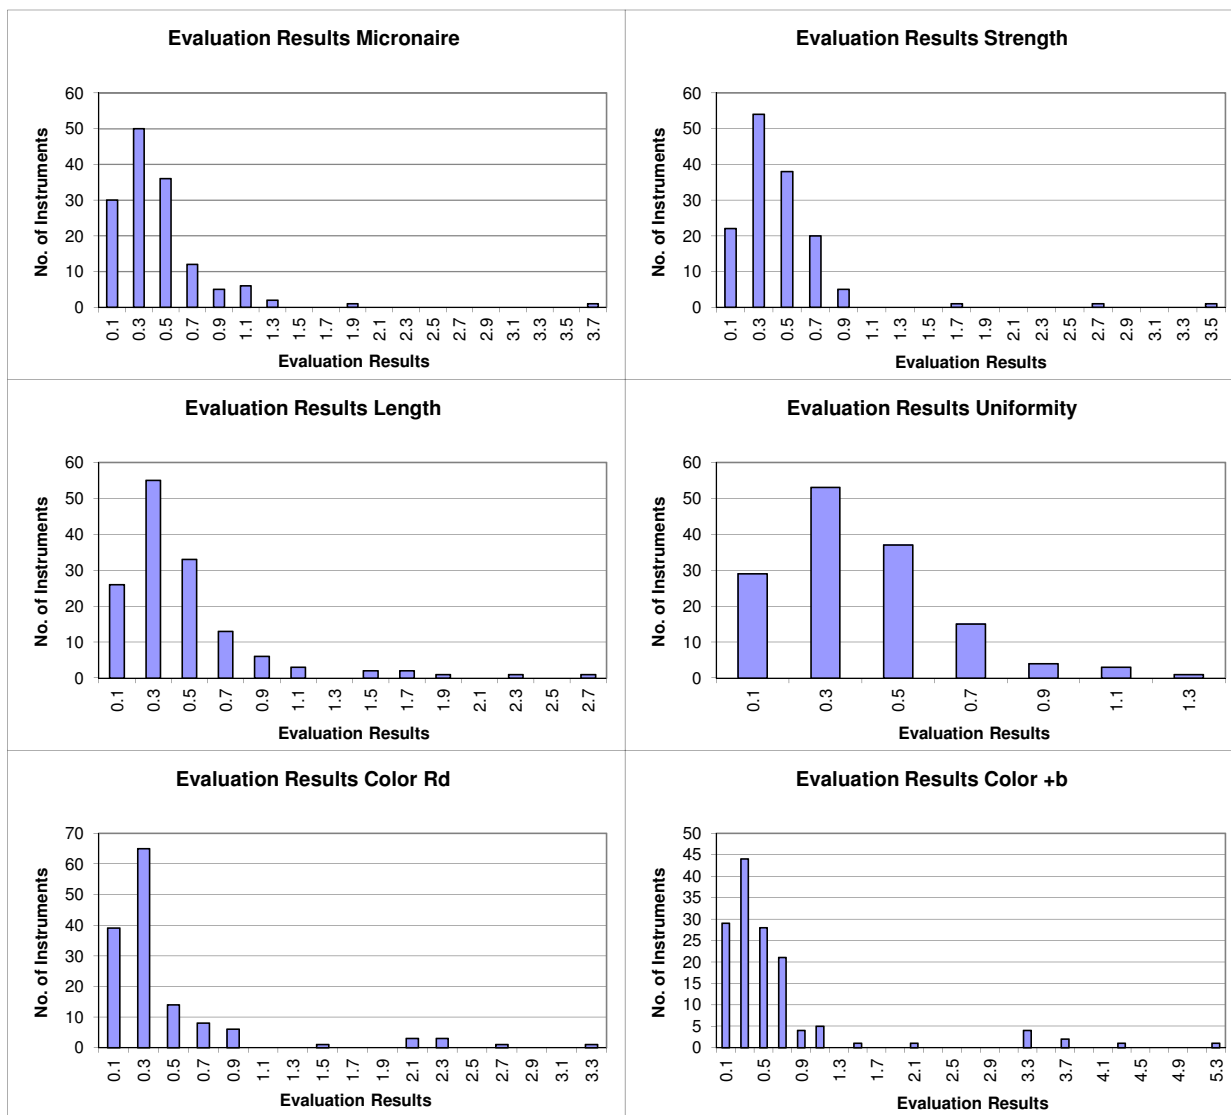 Evaluation Results Micronaire
60
50
40
30
20
10
0
No. of Instruments
0.1 0.3 0.5 0.7 0.9 1.1 1.3 1.5 1.7 1.9 2.1 2.3 2.5 2.7 2.9 3.1 3.3 3.5 3.7
Evaluation Results
Evaluation Results Strength
60
50
40
30
20
10
0
No. of Instruments
0.1 0.3 0.5 0.7 0.9 1.1 1.3 1.5 1.7 1.9 2.1 2.3 2.5 2.7 2.9 3.1 3.3 3.5
Evaluation Results
Evaluation Results Length
60
50
40
30
20
10
0
No. of Instruments
0.1 0.3 0.5 0.7 0.9 1.1 1.3 1.5 1.7 1.9 2.1 2.3 2.5 2.7
Evaluation Results
Evaluation Results Uniformity
60
50
40
30
20
10
0
No. of Instruments
0.1 0.3 0.5 0.7 0.9 1.1 1.3
Evaluation Results
Evaluation Results Color Rd
70
60
50
40
30
20
10
0
No. of Instruments
0.1 0.3 0.5 0.7 0.9 1.1 1.3 1.5 1.7 1.9 2.1 2.3 2.5 2.7 2.9 3.1 3.3
Evaluation Results
Evaluation Results Color +b
50
45
40
35
30
25
20
15
10
5
0
No. of Instruments
0.1 0.5 0.9 1.3 1.7 2.1 2.5 2.9 3.3 3.7 4.1 4.5 4.9 5.3
Evaluation Results